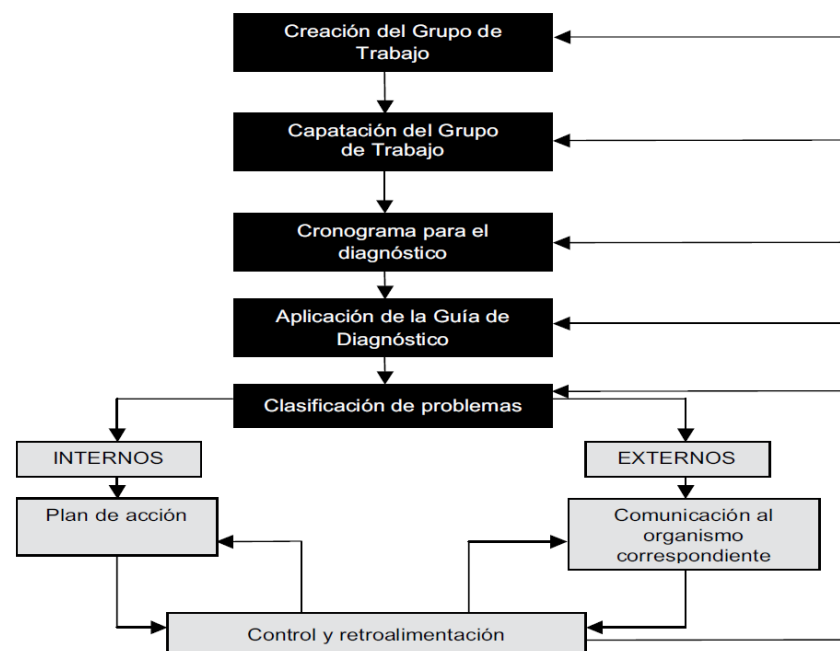 Creación del Grupo de
Trabajo
Capatación del Grupo
de Trabajo
Cronograma para el
diagnóstico
Aplicación de la Guía de
Diagnóstico
Clasificación de problemas
INTERNOS
EXTERNOS
Plan de acción
Comunicación al
organismo
correspondiente
Control y retroalimentación